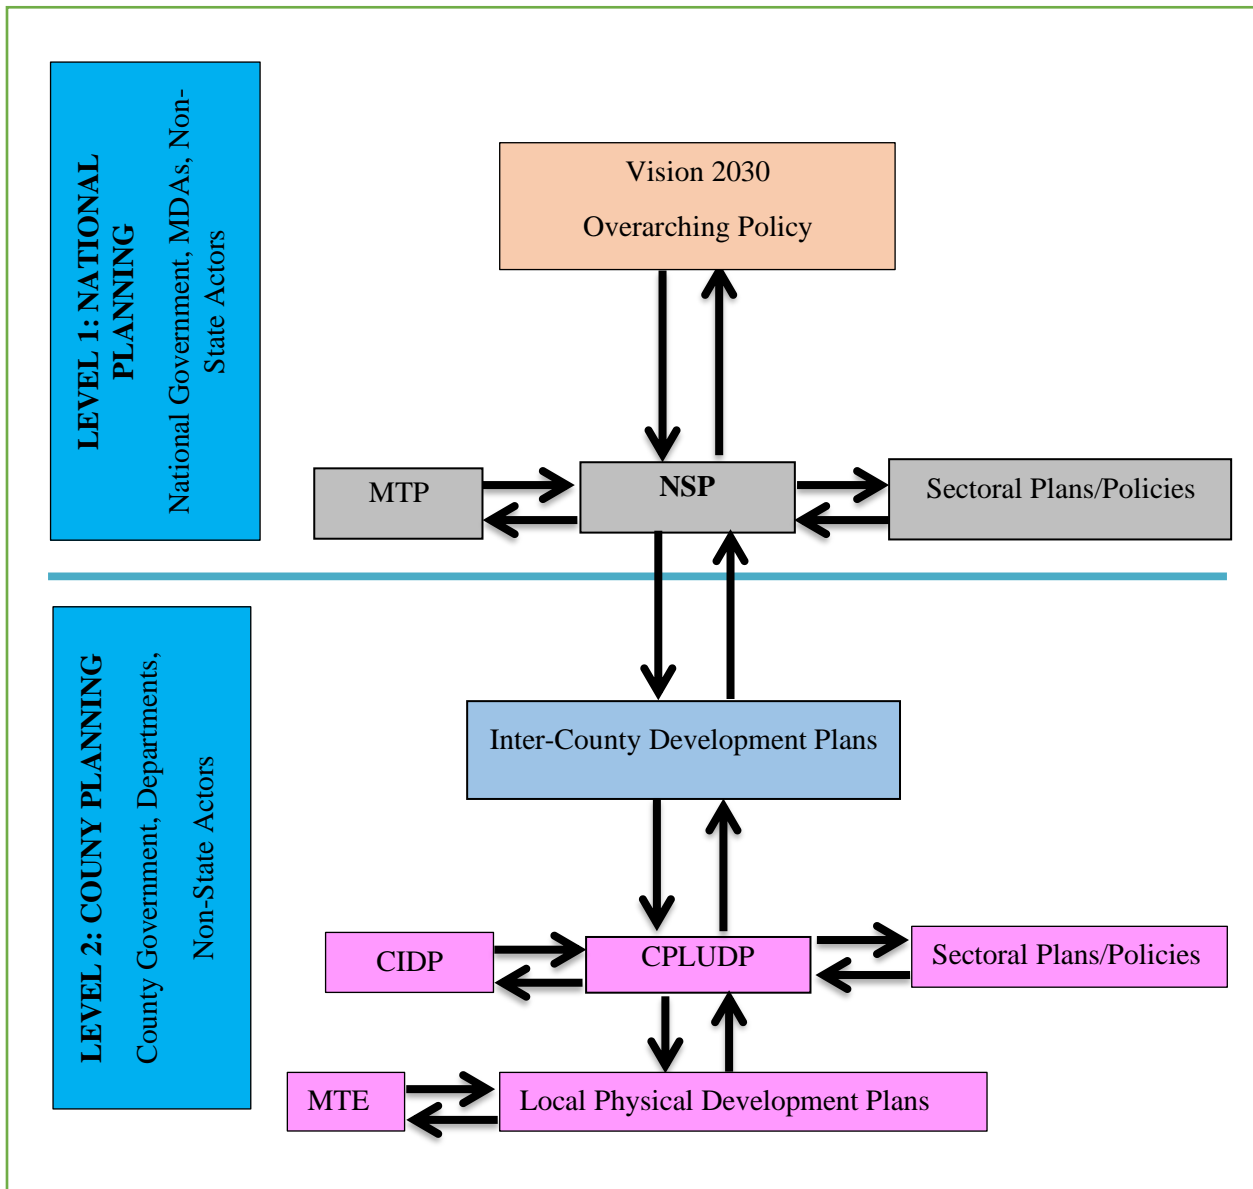 LEVEL 1: NATIONAL
PLANNING
National Government, MDAs, Non-
State Actors
Vision 2030
Overarching Policy
MTP
NSP
Sectoral Plans/Policies
LEVEL 2: COUNY PLANNING
County Government, Departments,
Non-State Actors
Inter-County Development Plans
CIDP
CPLUDP
Sectoral Plans/Policies
MTE
Local Physical Development Plans